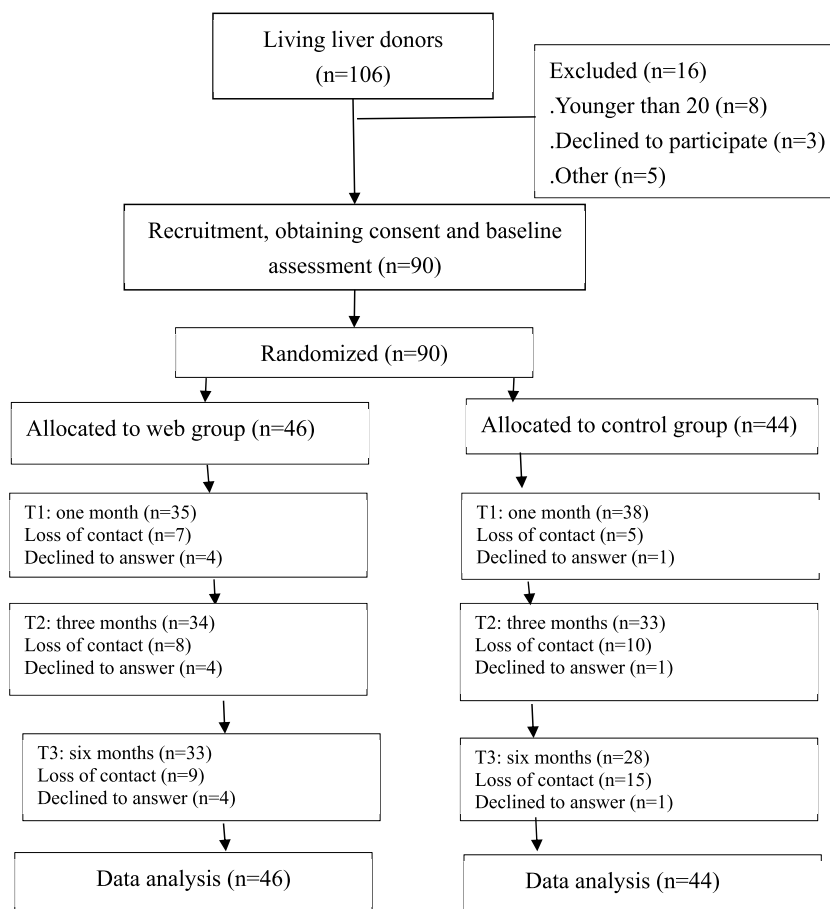 Living liver donors
(n=106)
Excluded (n=16)
.Younger than 20 (n=8)
.Declined to participate (n=3)
.Other (n=5)
Recruitment, obtaining consent and baseline
assessment (n=90)
Randomized (n=90)
Allocated to web group (n=46)
Allocated to control group (n=44)
T1: one month (n=35)
Loss of contact (n=7)
Declined to answer (n=4)
T1: one month (n=38)
Loss of contact (n=5)
Declined to answer (n=1)
T2: three months (n=34)
Loss of contact (n=8)
Declined to answer (n=4)
T2: three months (n=33)
Loss of contact (n=10)
Declined to answer (n=1)
T3: six months (n=33)
Loss of contact (n=9)
Declined to answer (n=4)
T3: six months (n=28)
Loss of contact (n=15)
Declined to answer (n=1)
Data analysis (n=46)
Data analysis (n=44)